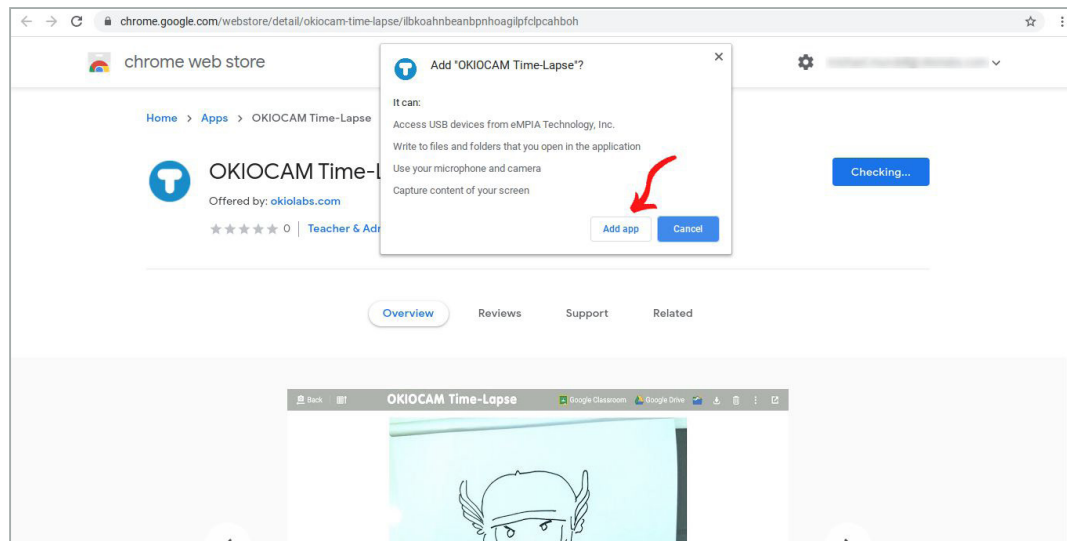 chrome.google.com/webstore/detail/okiocam-time-lapse/ilbkoahnbeanbpnhoagilpfclpcahboh
chrome web store
Add "OKIOCAM Time-Lapse"?
It can:
Access USB devices from eMPIA Technology, Inc.
Write to files and folders that you open in the application
Use your microphone and camera
Capture content of your screen
Add app
Cancel
Home > Apps > OKIOCAM Time-Lapse
OKIOCAM Time-L
Offered by: okiolabs.com
0 Teacher & Adr
Checking...
Overview Reviews Support Related
Back OKIOCAM Time-Lapse Google Classroom Google Drive